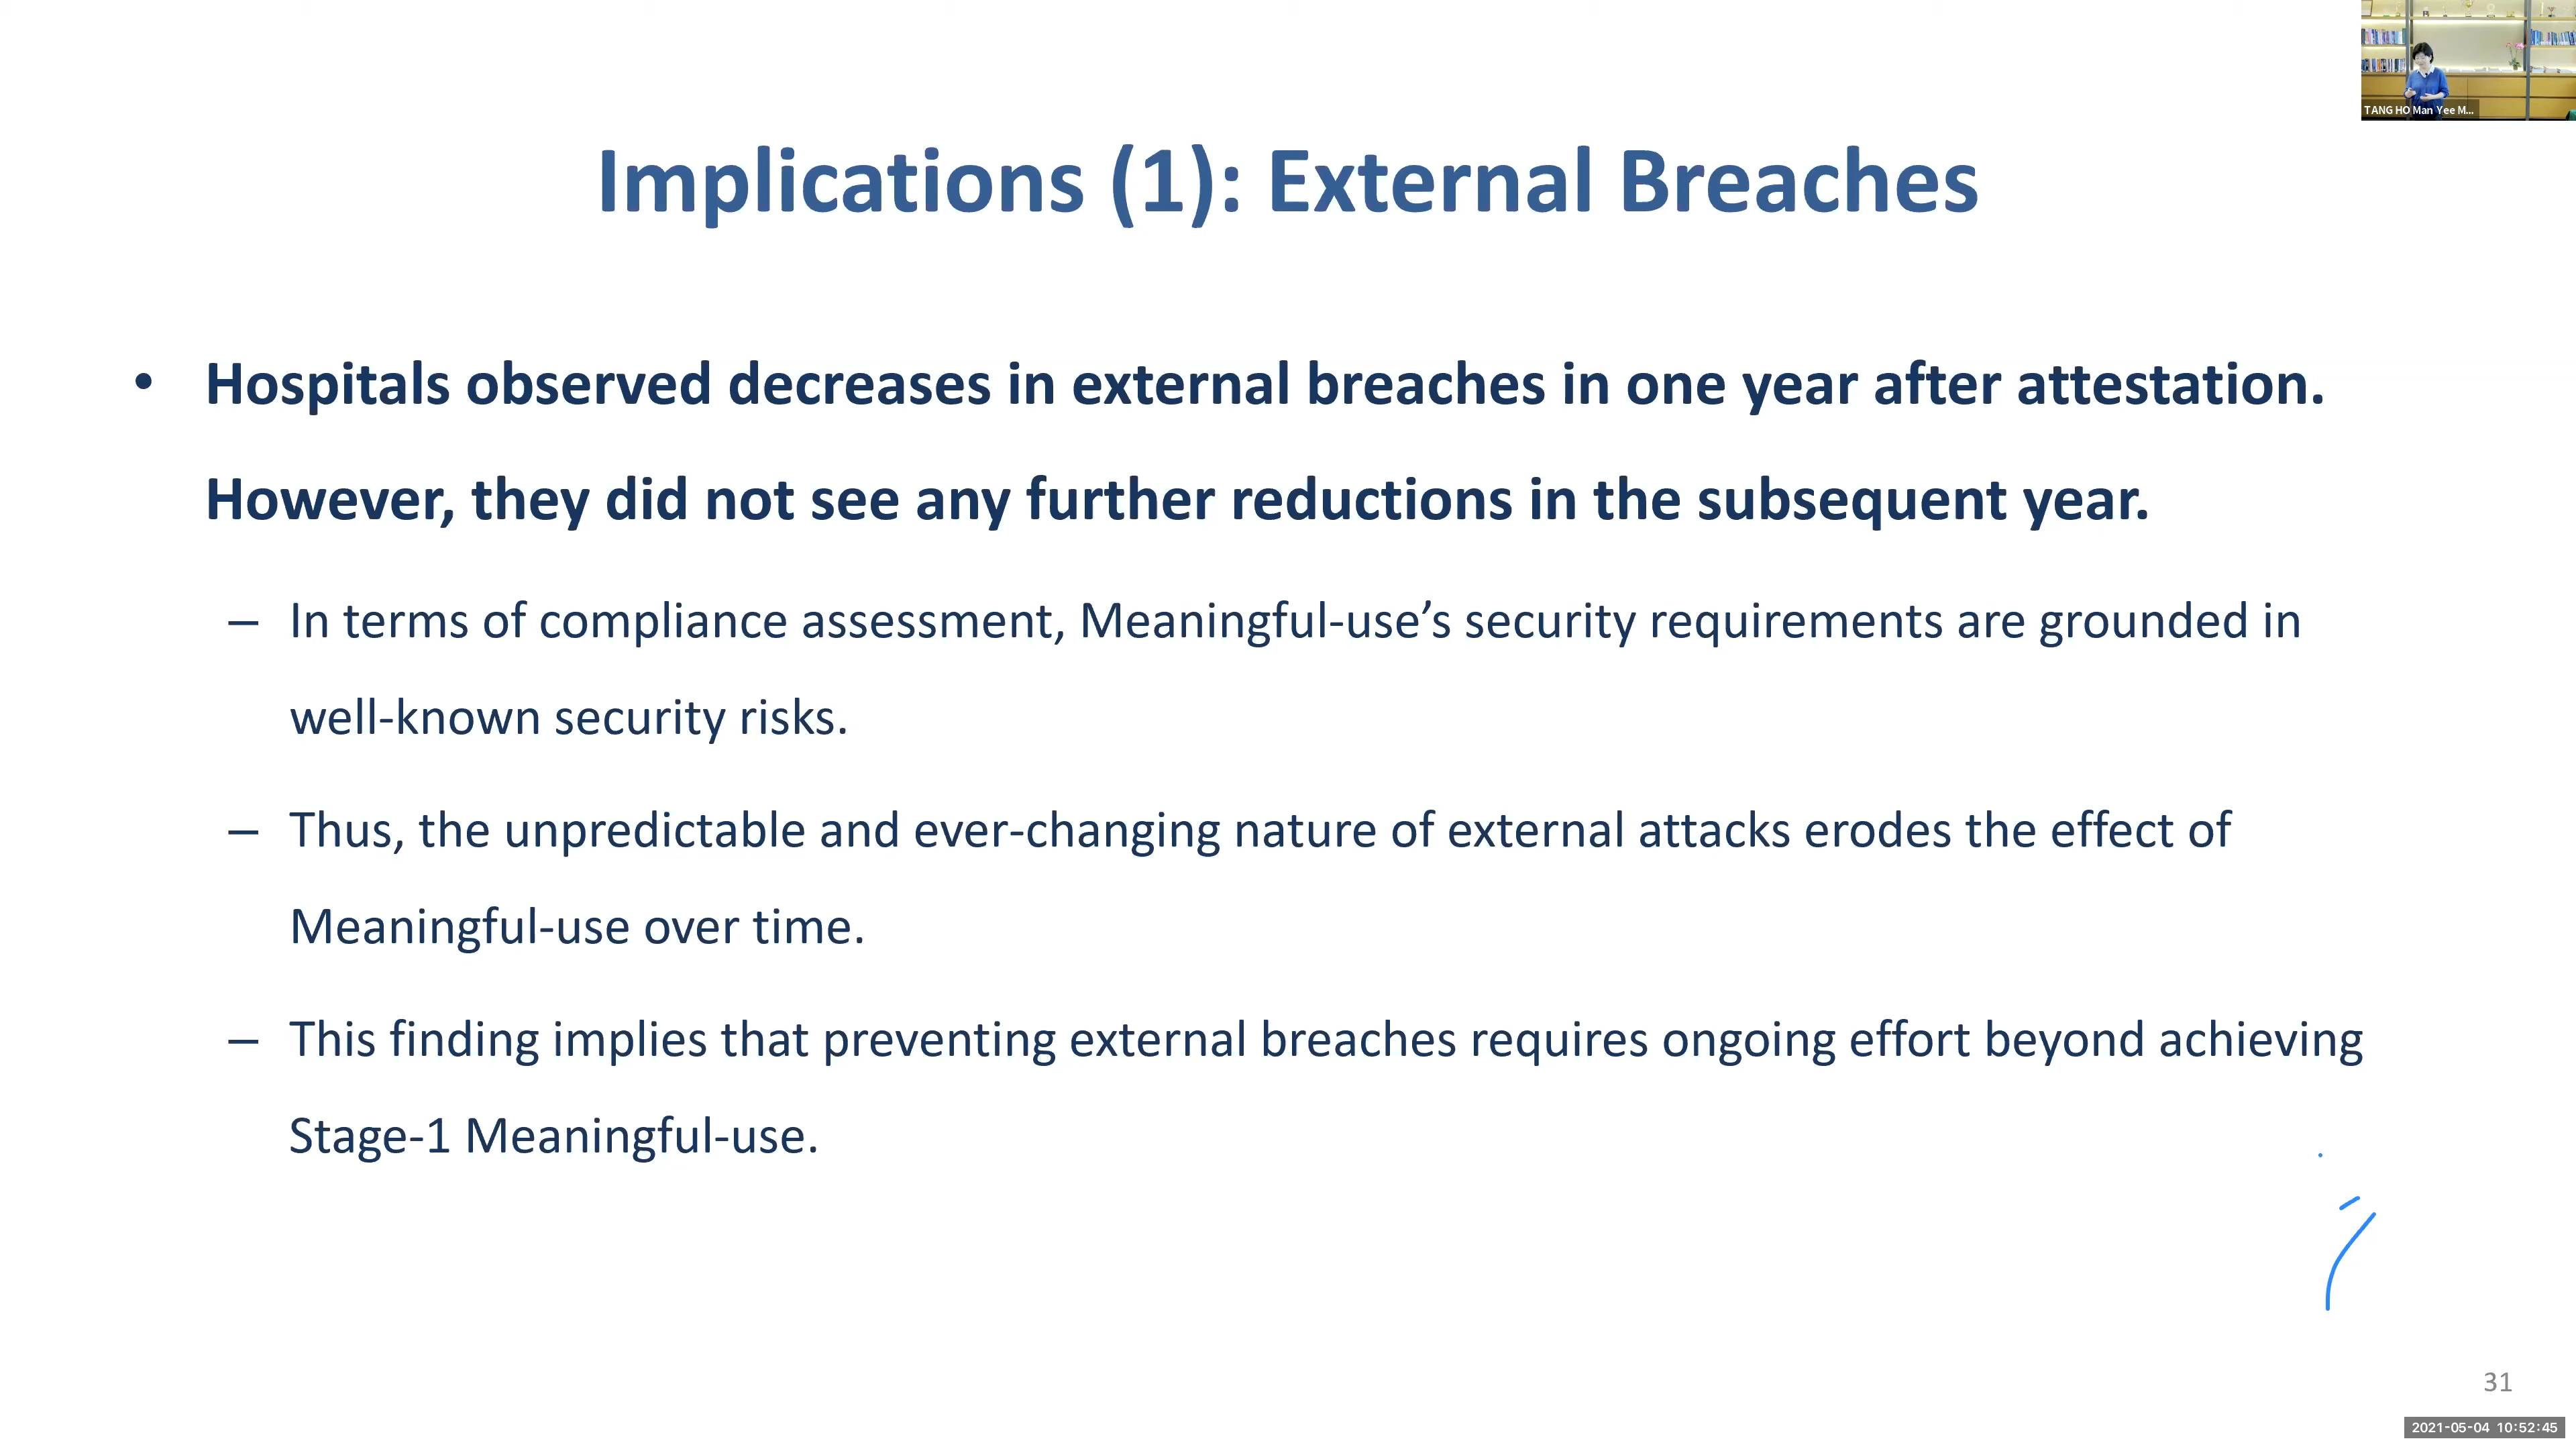 TANG HO Man Yee M...
Implications (1): External Breaches
• Hospitals observed decreases in external breaches in one year after attestation.
However, they did not see any further reductions in the subsequent year.
– In terms of compliance assessment, Meaningful-use’s security requirements are grounded in
well-known security risks.
– Thus, the unpredictable and ever-changing nature of external attacks erodes the effect of
Meaningful-use over time.
– This finding implies that preventing external breaches requires ongoing effort beyond achieving
Stage-1 Meaningful-use.
31
2021-05-04 10:52:45